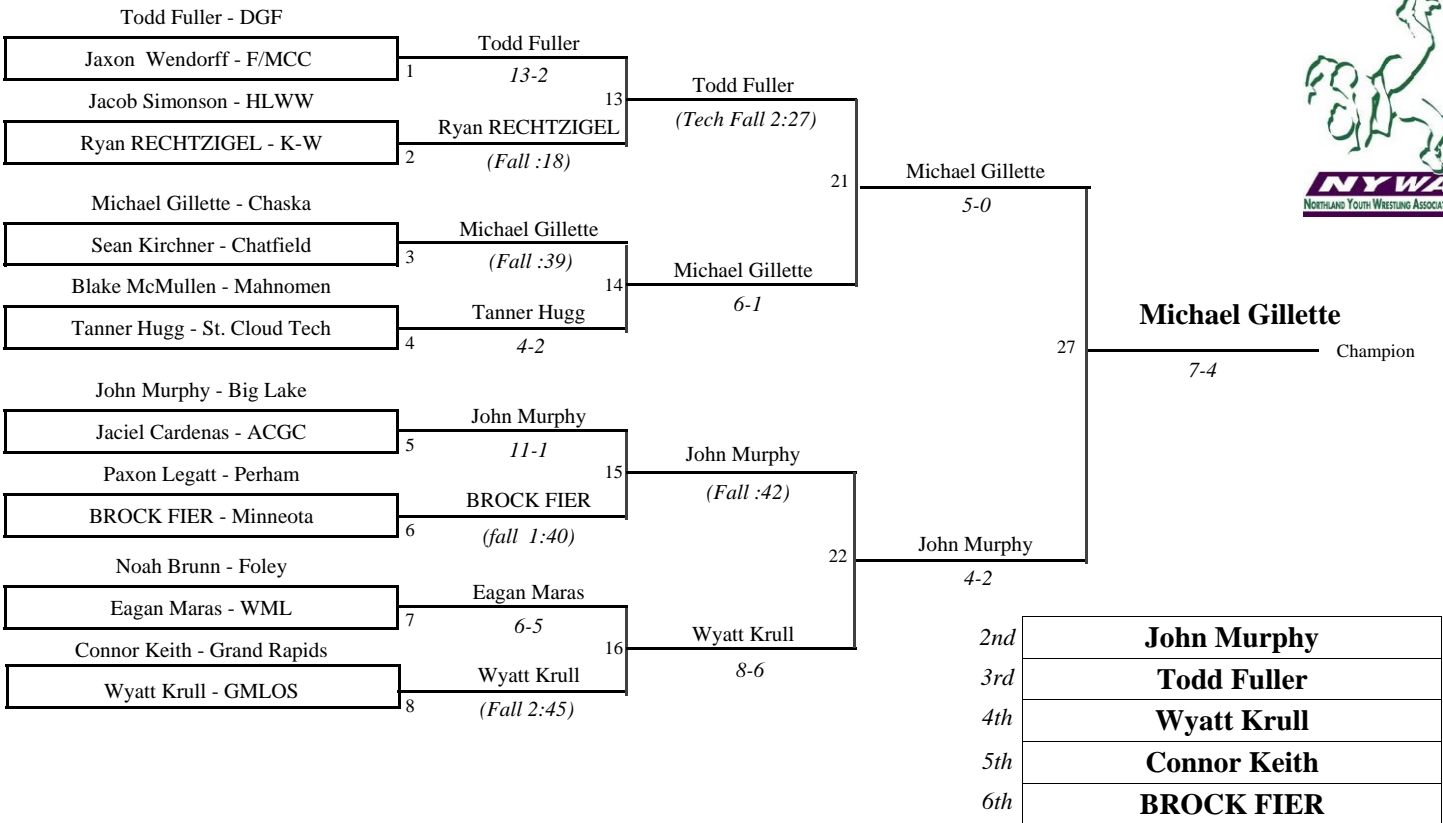 Todd Fuller - DGF
Jaxon Wendorff - F/MCC
1
Jacob Simonson - HLWW
Ryan RECHTZIGEL - K-W
2
Michael Gillette - Chaska
Sean Kirchner - Chatfield
3
Blake McMullen - Mahnomen
Tanner Hugg - St. Cloud Tech
4
John Murphy - Big Lake
Jaciel Cardenas - ACGC
5
Paxon Legatt - Perham
BROCK FIER - Minneota
6
Noah Brunn - Foley
Eagan Maras - WML
7
Connor Keith - Grand Rapids
Wyatt Krull - GMLOS
8
Todd Fuller
13-2
13
Ryan RECHTZIGEL
(Fall :18)
Michael Gillette
(Fall :39)
14
Tanner Hugg
4-2
John Murphy
11-1
15
BROCK FIER
(fall 1:40)
Eagan Maras
6-5
16
Wyatt Krull
(Fall 2:45)
Todd Fuller
(Tech Fall 2:27)
21
Michael Gillette
6-1
John Murphy
(Fall :42)
22
Wyatt Krull
8-6
Michael Gillette
5-0
27
John Murphy
4-2
Michael Gillette
7-4
Champion
NYWA
NORTHLAND YOUTH WRESTLING
2nd John Murphy
3rd Todd Fuller
4th Wyatt Krull
5th Connor Keith
6th BROCK FIER